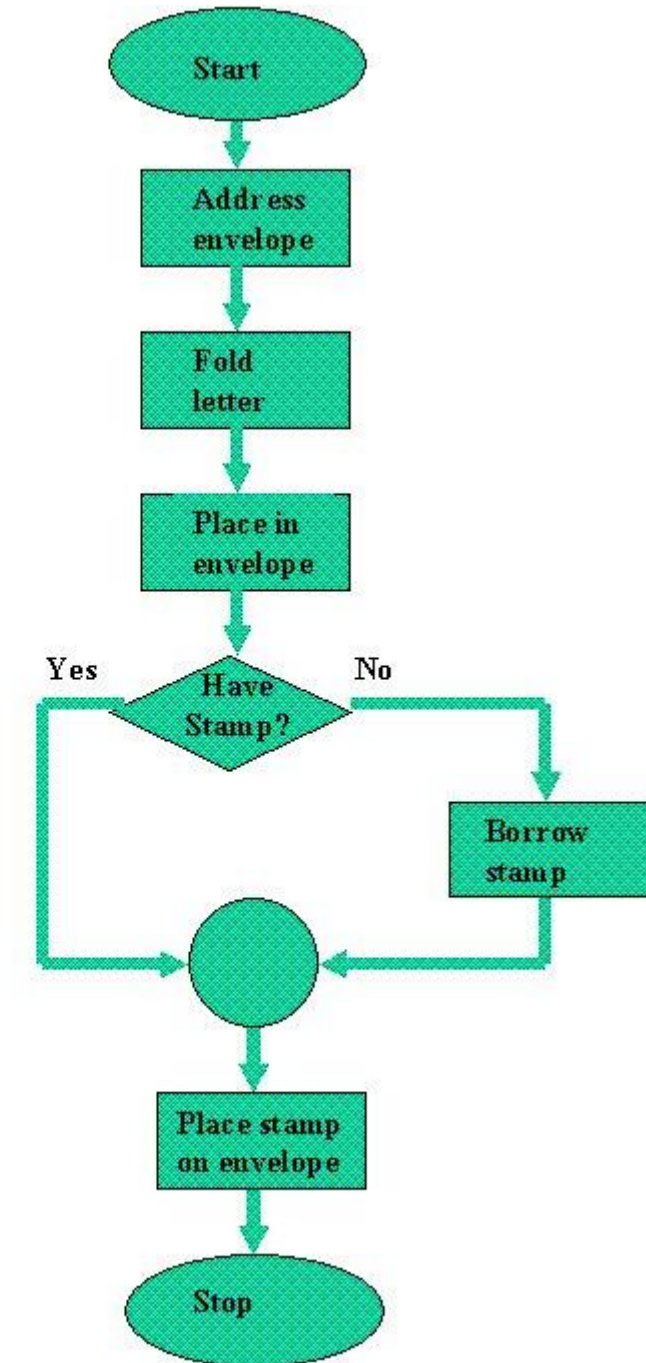 Start
Address
envelope
Fold
letter
Place in
envelope
Yes
No
Have
Stamp?
Borrow
stamp
Place stamp
on envelope
Stop